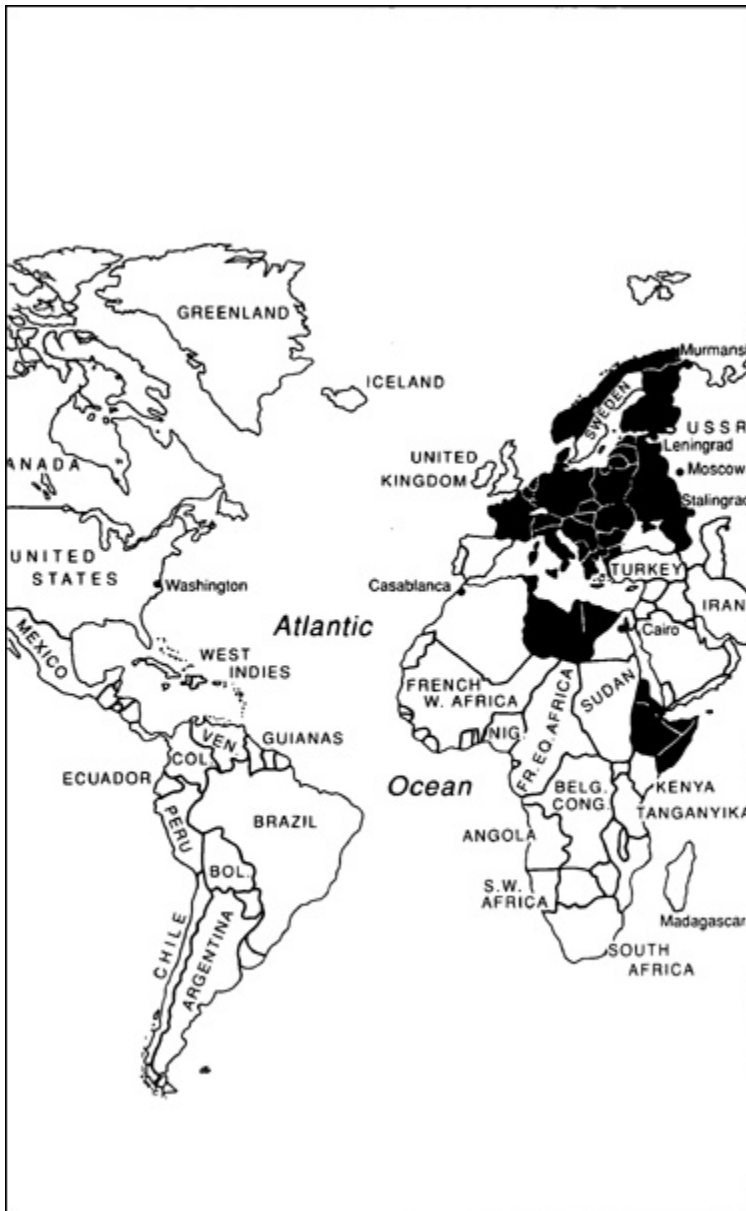 GREENLAND
ICELAND
Murmansk
SWEDEN
USSR
Leningrad
Moscow
Stalingrad
UNITED
KINGDOM
ANADA
UNITED
STATES
Washington
Casablanca
TURKEY
IRAN
Cairo
MEXICO
Atlantic
WEST
INDIES
FRENCH
W. AFRICA
NIG
FR. EQ. AFRICA
SUDAN
VEN.
GUIANAS
COL.
ECUADOR
Ocean
BELG.
CONG.
KENYA
TANGANYIKA
PERU
BRAZIL
ANGOLA
BOL.
S.W.
AFRICA
Madagascar
CHILE
ARGENTINA
SOUTH
AFRICA